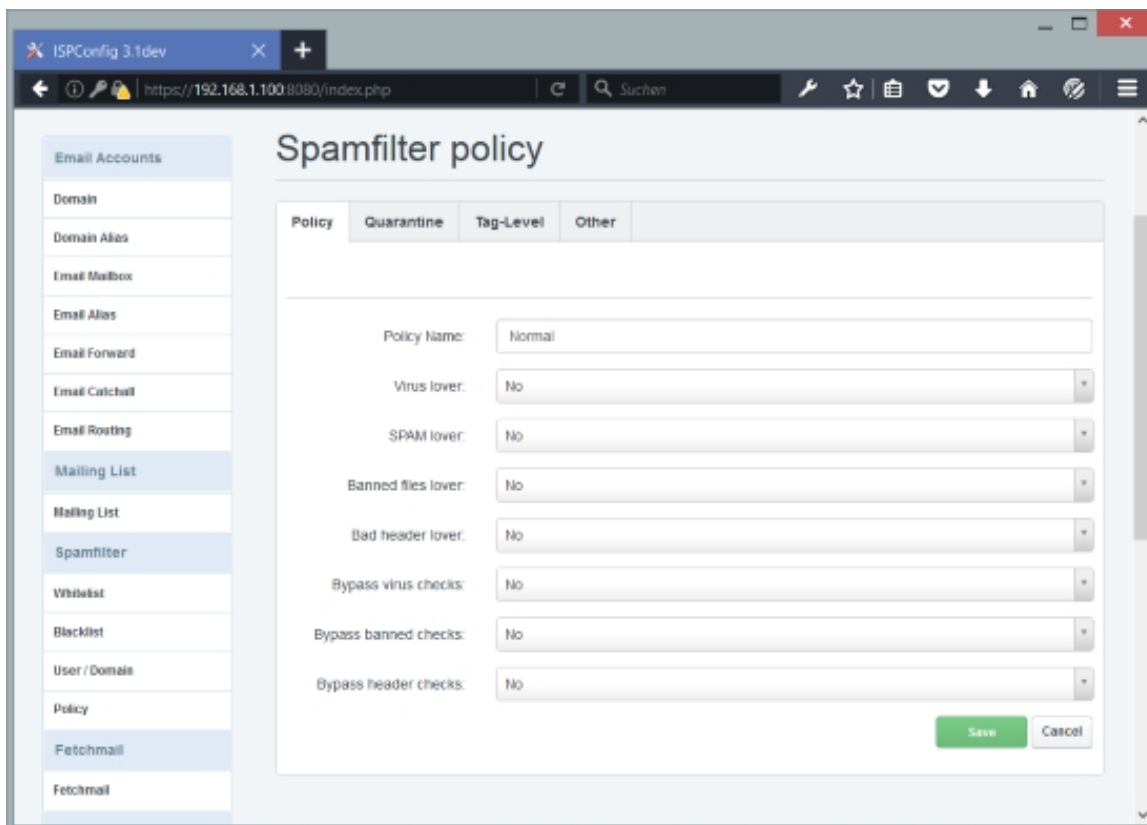 ISPConfig 3.1dev
https://192.168.1.100:8080/index.php
Suchen
Email Accounts
Domain
Domain Alias
Email Mailbox
Email Alias
Email Forward
Email Catchall
Email Routing
Mailing List
Mailing List
Spamfilter
Whitelist
Blacklist
User / Domain
Policy
Fetchmail
Fetchmail
Spamfilter policy
Policy Quarantine Tag-Level Other
Policy Name: Normal
Virus lover: No
SPAM lover: No
Banned files lover: No
Bad header lover: No
Bypass virus checks: No
Bypass banned checks: No
Bypass header checks: No
Save Cancel